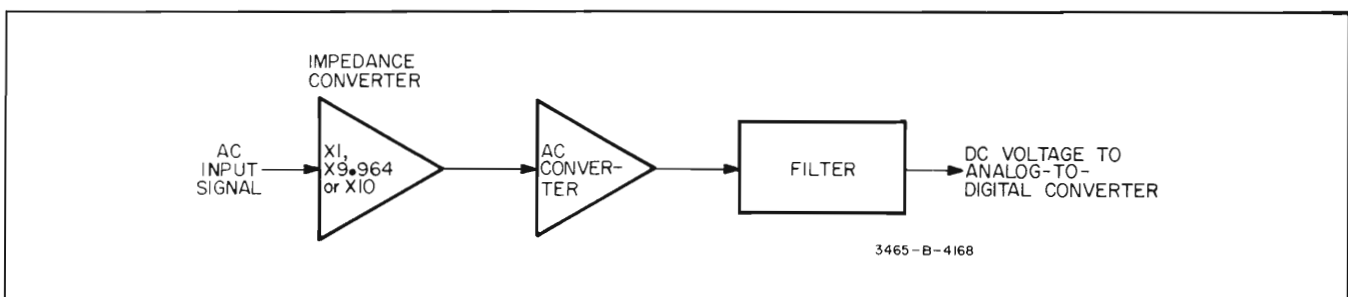 IMPEDANCE
CONVERTER
AC
INPUT
SIGNAL
X1,
X9.964
or X10
AC
CONVER-
TER
FILTER
DC VOLTAGE TO
ANALOG-TO-
DIGITAL CONVERTER
3465-B-4168